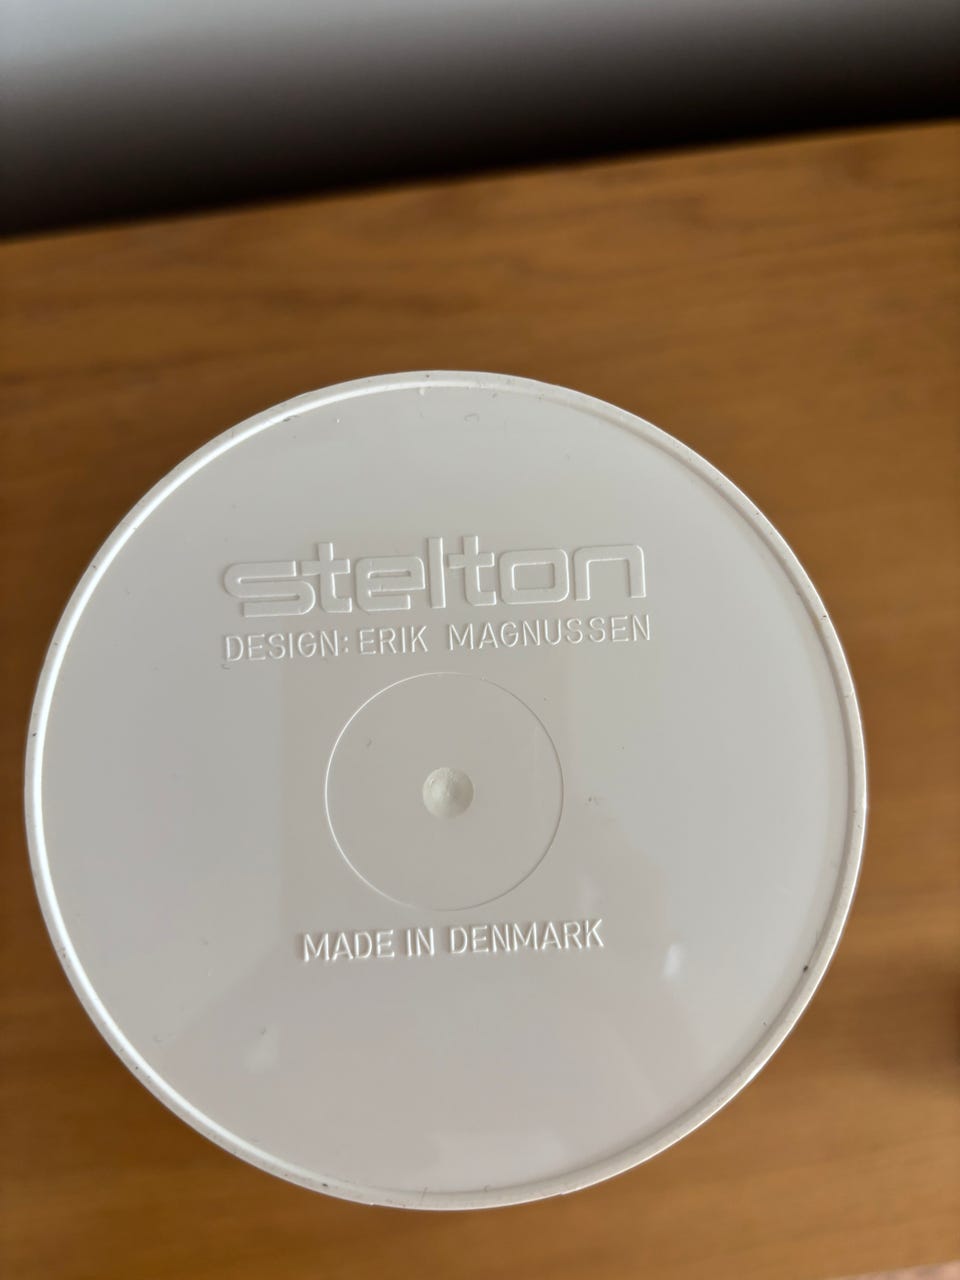 stelton
DESIGN: ERIK MAGNUSSEN
MADE IN DENMARK